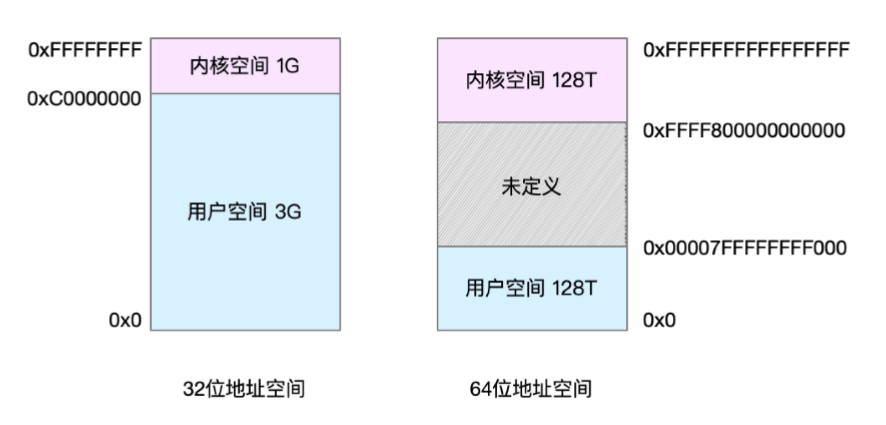 0xFFFFFFFF
内核空间 1G
0xC0000000
用户空间 3G
0x0
32位地址空间
0xFFFFFFFFFFFFFFFF
内核空间 128T
0xFFFF800000000000
未定义
0x00007FFFFFFFF000
用户空间 128T
0x0
64位地址空间